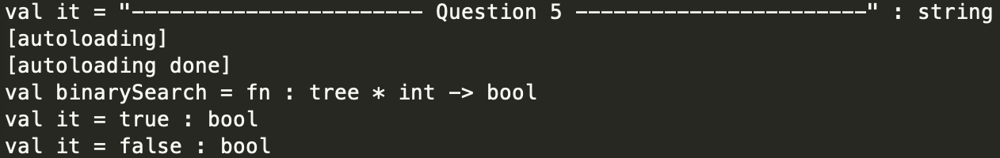 val it = "----------------------- Question 5 -----------------------" : string
[autoloading]
[autoloading done]
val binarySearch = fn : tree * int -> bool
val it = true : bool
val it = false : bool